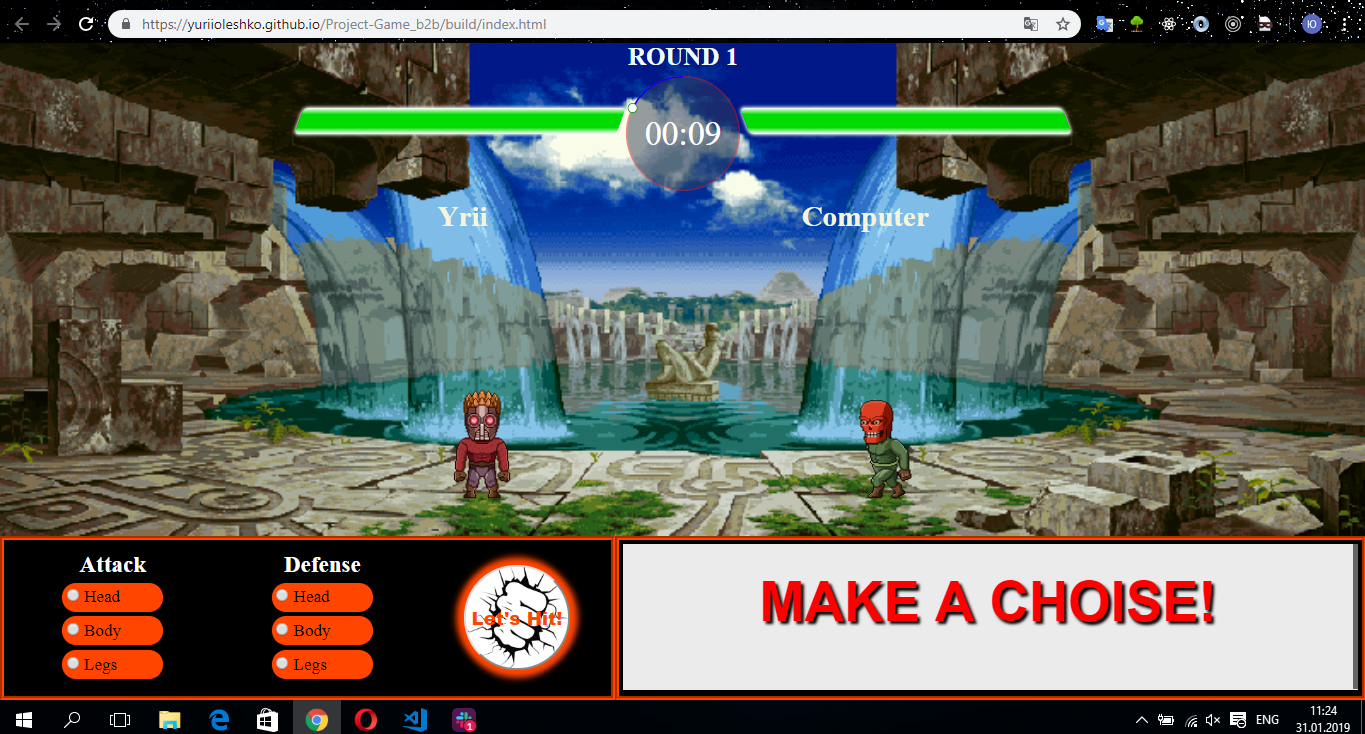 https://yuriioleshko.github.io/Project-Game_b2b/build/index.html
Ю
ROUND 1
00:09
Yrii
Computer
Attack
Head
Body
Legs
Defense
Head
Body
Legs
Let's Hit!
MAKE A CHOISE!
1
ENG
11:24
31.01.2019